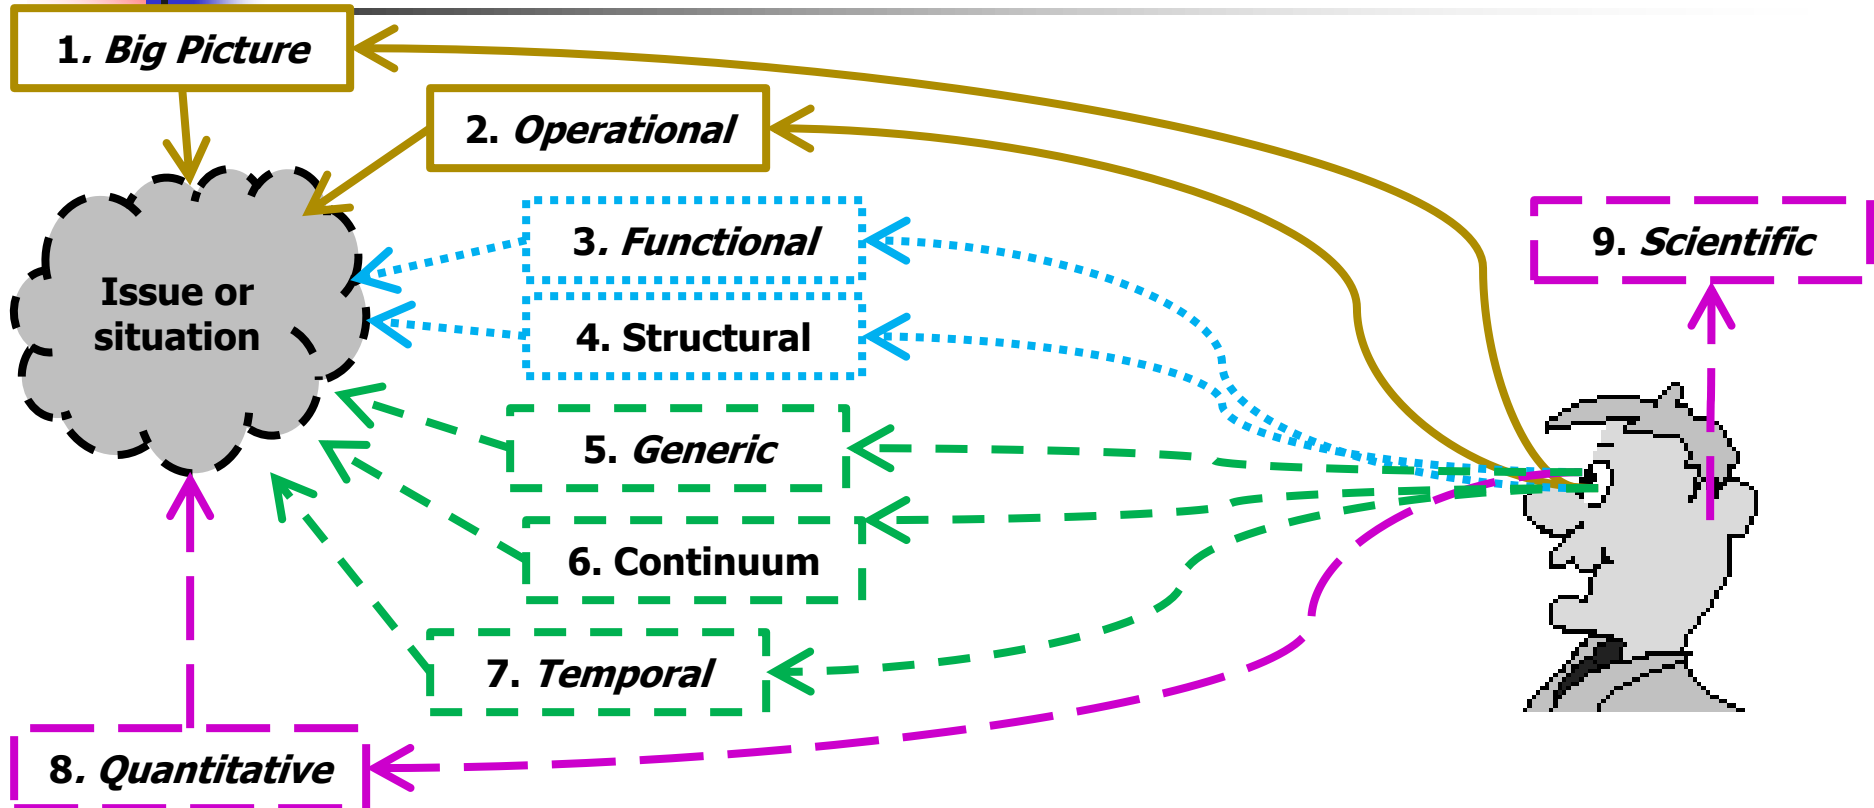 1. Big Picture
2. Operational
3. Functional
9. Scientific
Issue or
situation
4. Structural
5. Generic
6. Continuum
7. Temporal
8. Quantitative